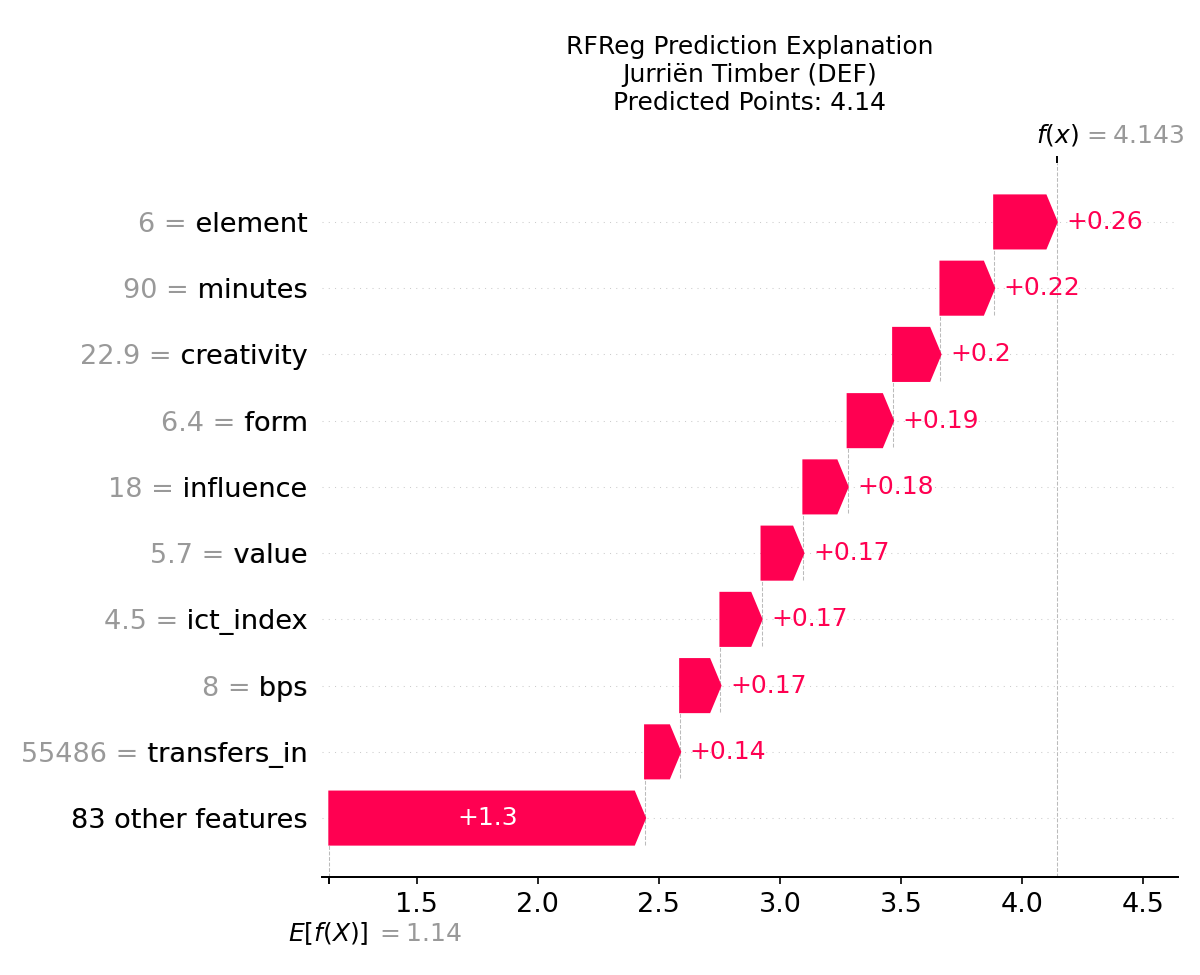 RFReg Prediction Explanation
Jurriën Timber (DEF)
Predicted Points: 4.14
f(x) = 4.143
6 = element
+0.26
90 = minutes
+0.22
22.9 = creativity
+0.2
6.4 = form
+0.19
18 = influence
+0.18
5.7 = value
+0.17
4.5 = ict_index
+0.17
8 = bps
+0.17
55486 = transfers_in
+0.14
83 other features
+1.3
1.5 2.0 2.5 3.0 3.5 4.0 4.5
E[f(X)] = 1.14